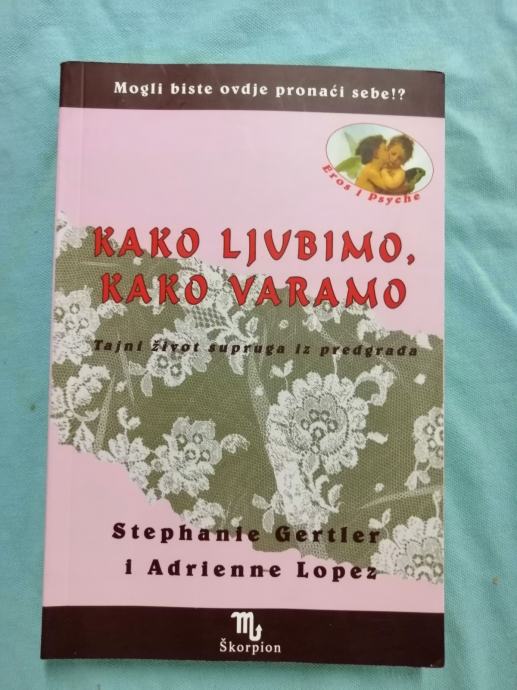 Mogli biste ovdje pronaći sebe!?
Eros i Psyche
KAKO LJUBIMO,
KAKO VARAMO
Tajni život supruga iz predgrađa
Stephanie Gertler
i Adrienne Lopez
Škorpion